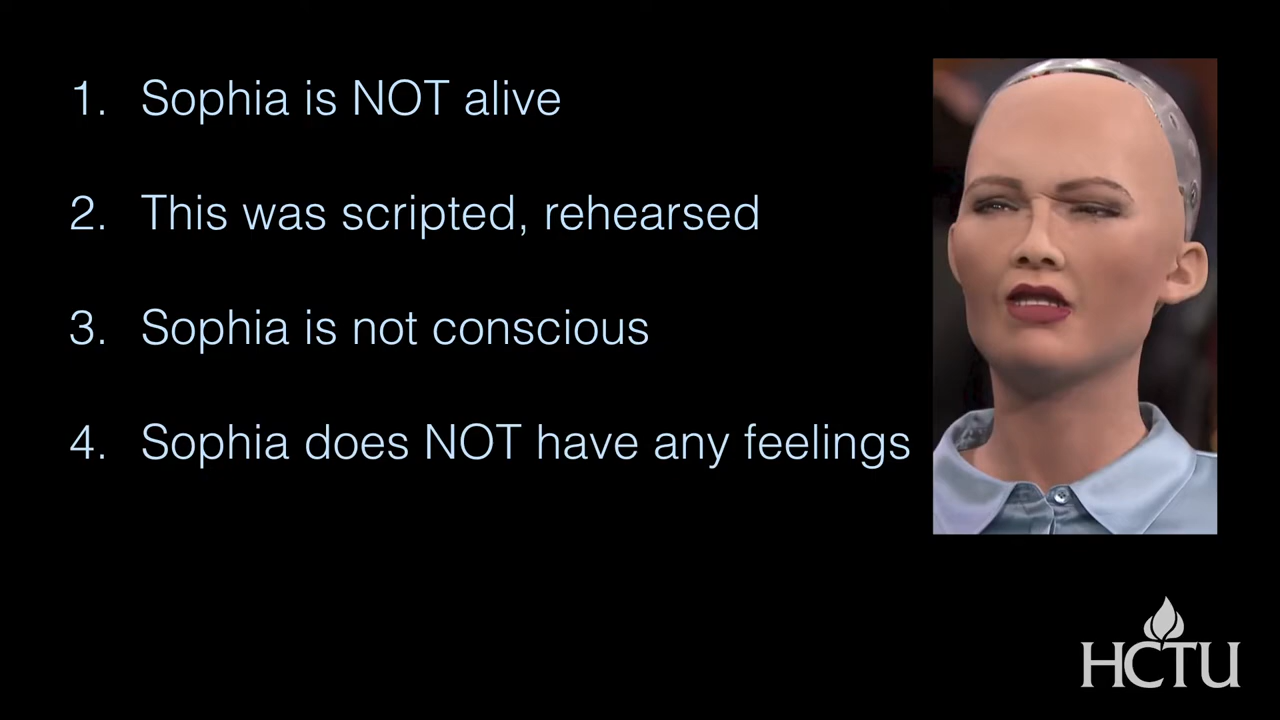 1. Sophia is NOT alive
2. This was scripted, rehearsed
3. Sophia is not conscious
4. Sophia does NOT have any feelings
HCTU